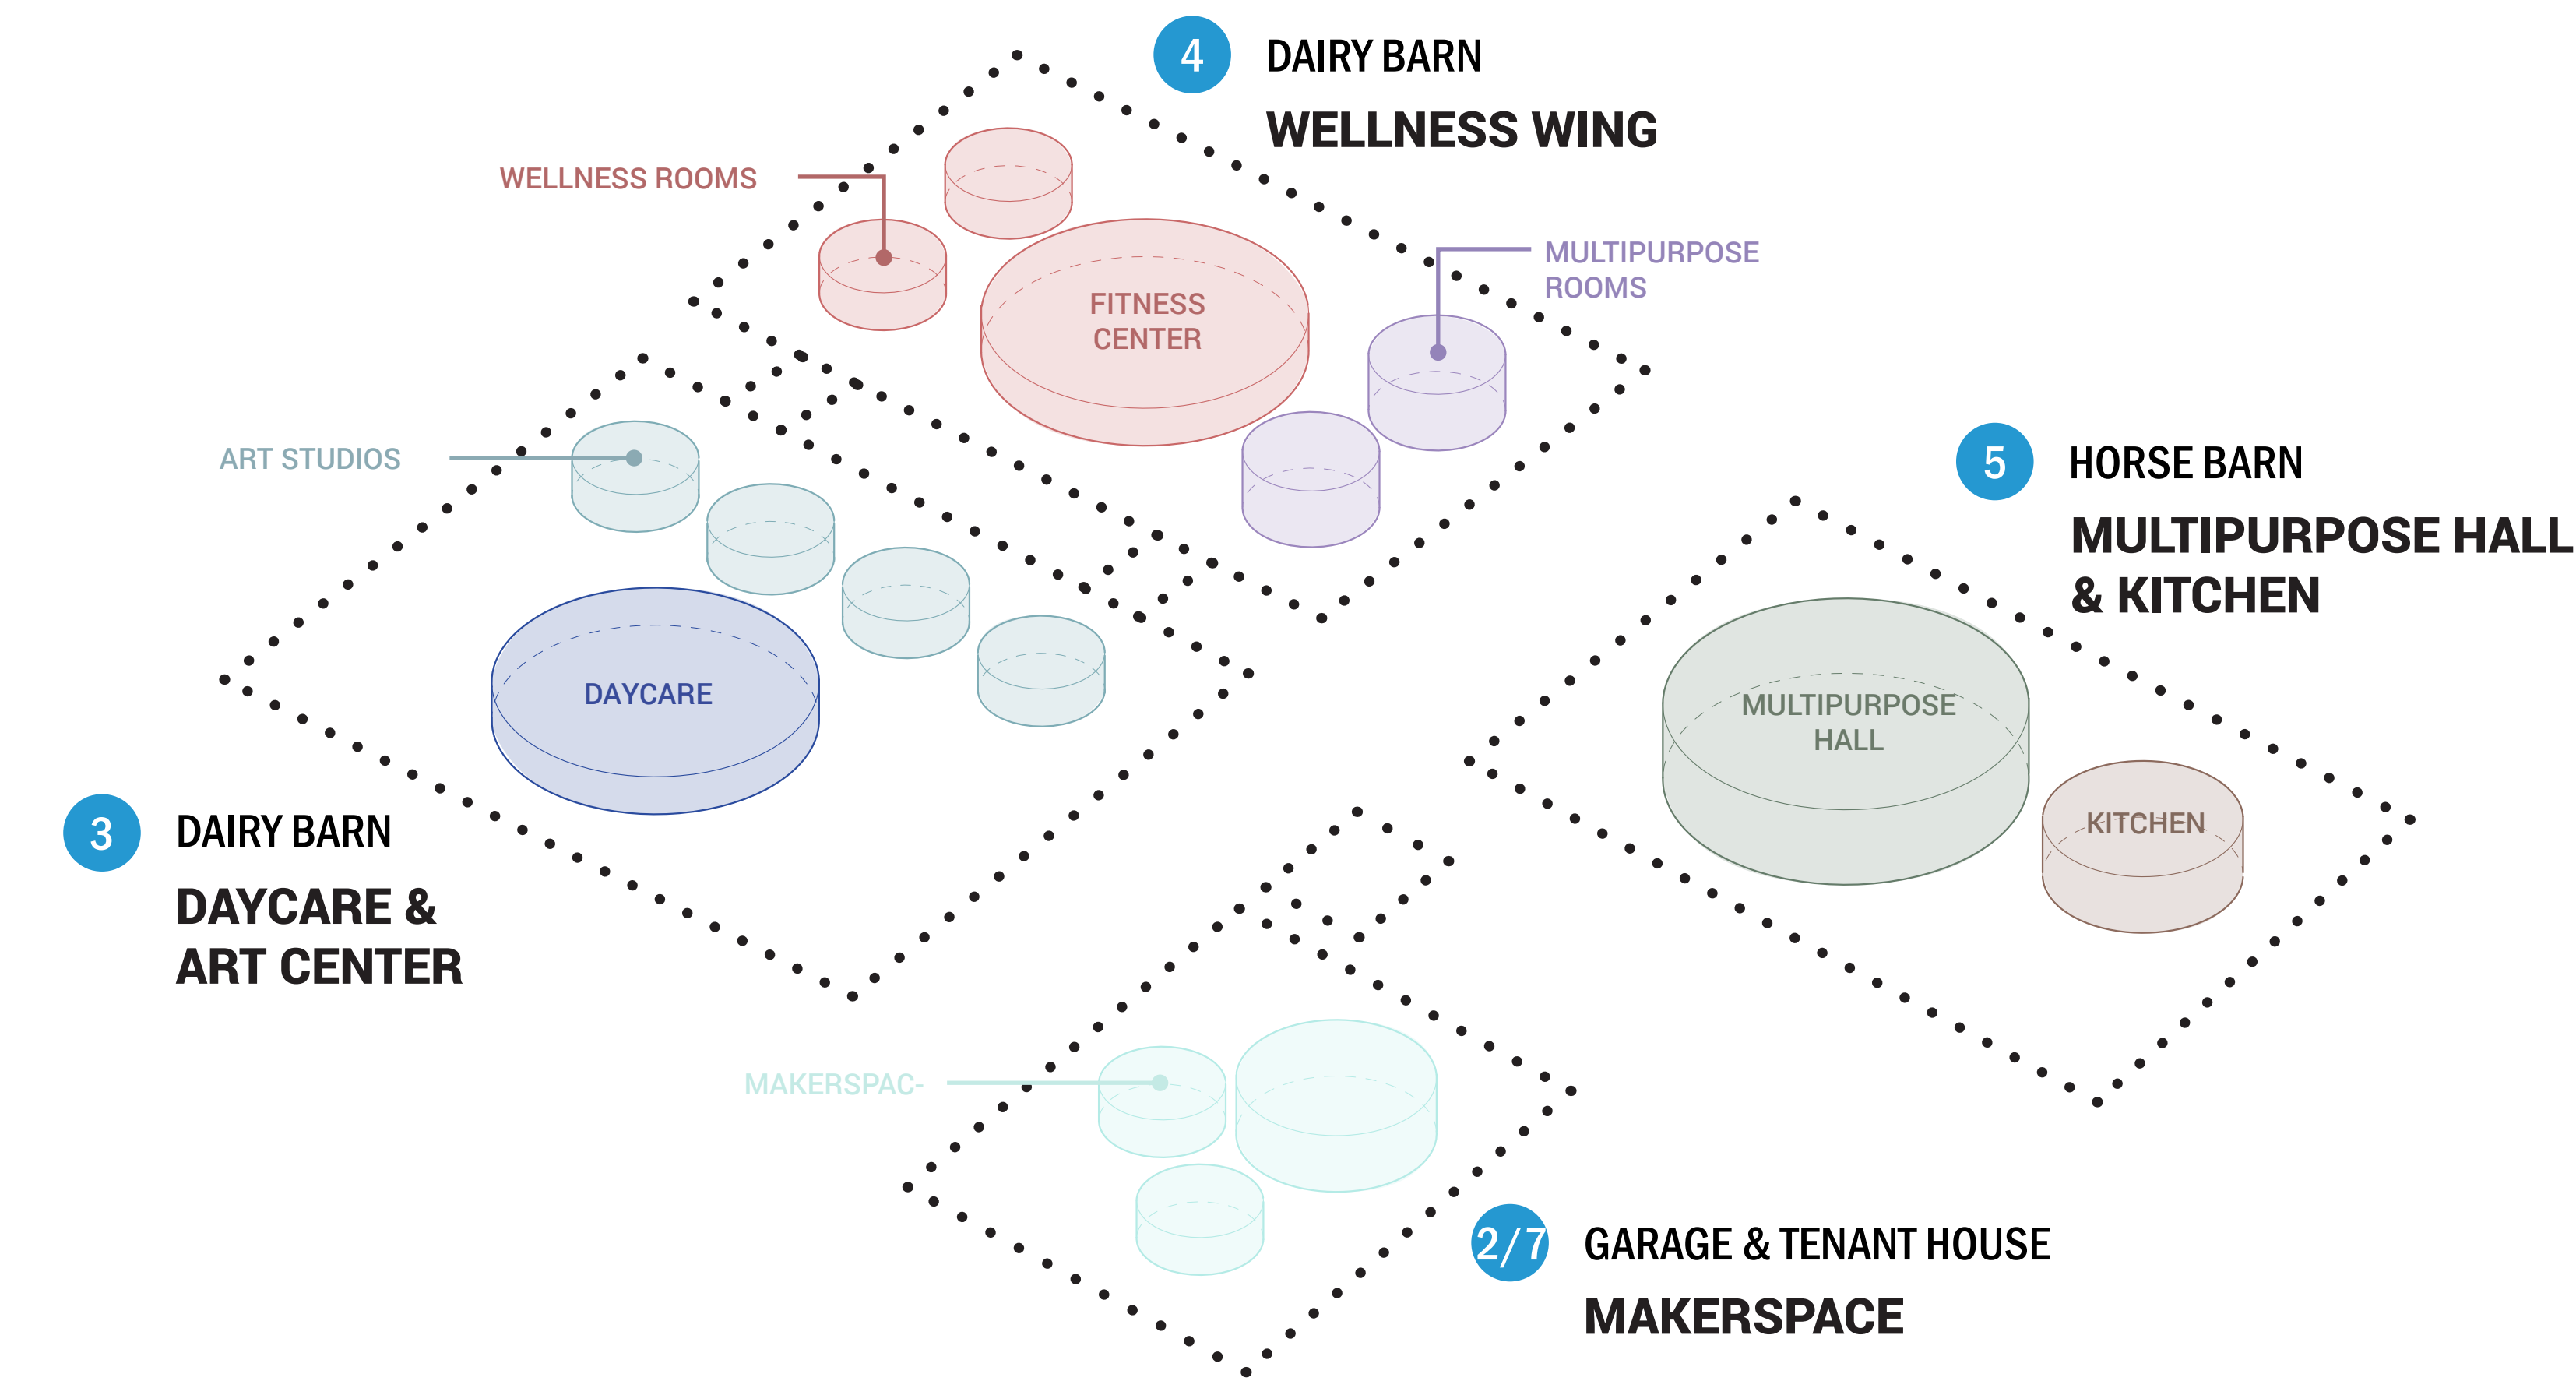 4
DAIRY BARN
WELLNESS WING
WELLNESS ROOMS
FITNESS
CENTER
MULTIPURPOSE
ROOMS
ART STUDIOS
DAYCARE
3
DAIRY BARN
DAYCARE &
ART CENTER
5
HORSE BARN
MULTIPURPOSE HALL
& KITCHEN
MULTIPURPOSE
HALL
KITCHEN
MAKERSPAC-
2/7
GARAGE & TENANT HOUSE
MAKERSPACE